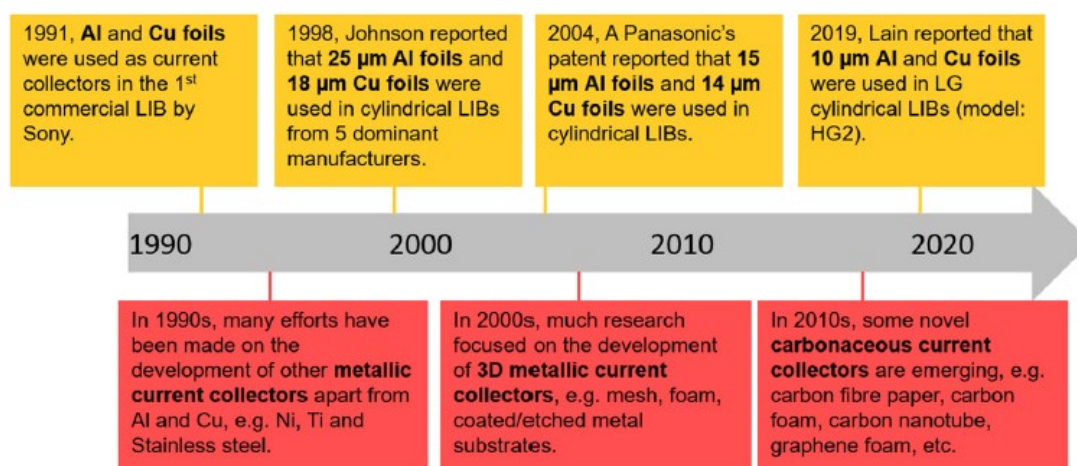 1991, Al and Cu foils
were used as current
collectors in the 1st
commercial LIB by
Sony.
1998, Johnson reported
that 25 µm Al foils and
18 µm Cu foils were
used in cylindrical LIBs
from 5 dominant
manufacturers.
2004, A Panasonic's
patent reported that 15
µm Al foils and 14 µm
Cu foils were used in
cylindrical LIBs.
2019, Lain reported that
10 µm Al and Cu foils
were used in LG
cylindrical LIBs (model:
HG2).
1990
2000
2010
2020
In 1990s, many efforts have
been made on the
development of other metallic
current collectors apart from
Al and Cu, e.g. Ni, Ti and
Stainless steel.
In 2000s, much research
focused on the development
of 3D metallic current
collectors, e.g. mesh, foam,
coated/etched metal
substrates.
In 2010s, some novel
carbonaceous current
collectors are emerging, e.g.
carbon fibre paper, carbon
foam, carbon nanotube,
graphene foam, etc.